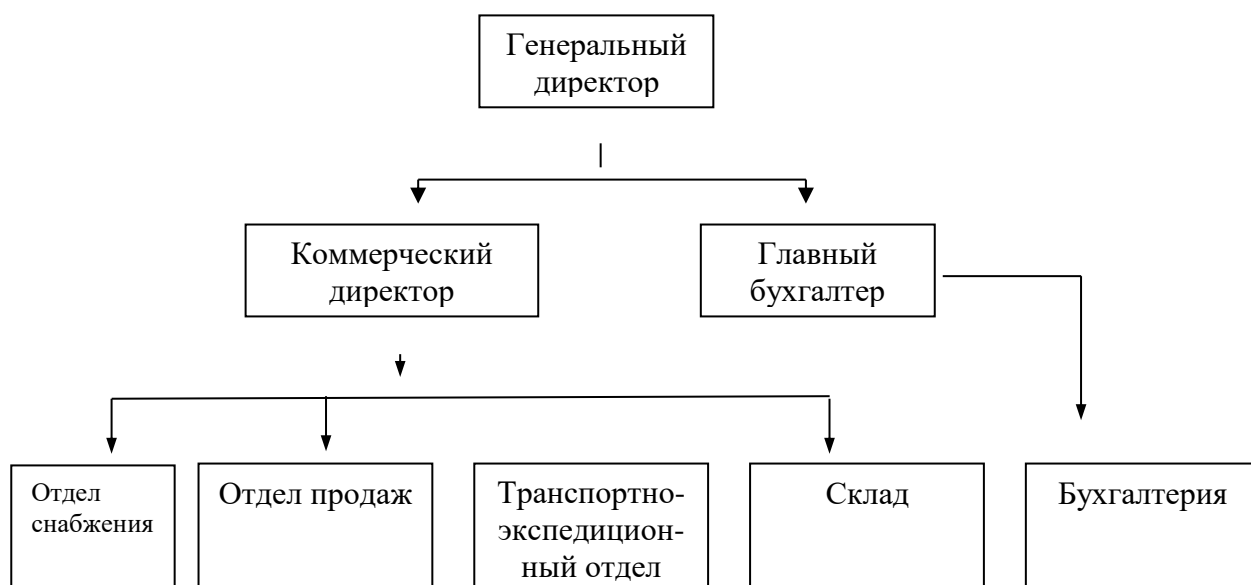 Генеральный
директор
Коммерческий
директор
Главный
бухгалтер
Отдел
снабжения
Отдел продаж
Транспортно-
экспедицион-
ный отдел
Склад
Бухгалтерия